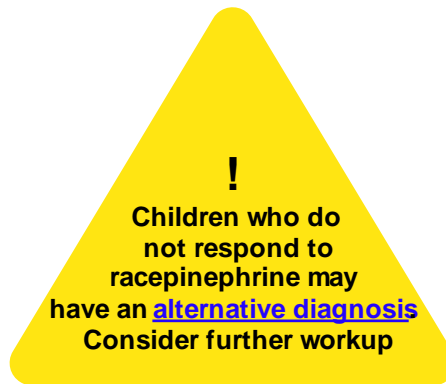 !
Children who do
not respond to
racepinephrine may
have an alternative diagnosis.
Consider further workup